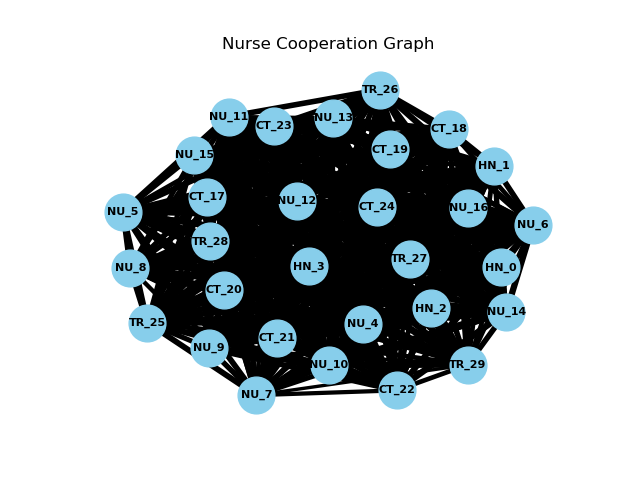 Nurse Cooperation Graph
TR_26
NU_11
NU_13
CT_23
CT_18
CT_19
NU_15
HN_1
CT_17
NU_12
CT_24
NU_16
NU_5
NU_6
TR_28
TR_27
HN_3
NU_8
HN_0
CT_20
HN_2
NU_14
TR_25
NU_4
CT_21
NU_9
NU_10
TR_29
CT_22
NU_7